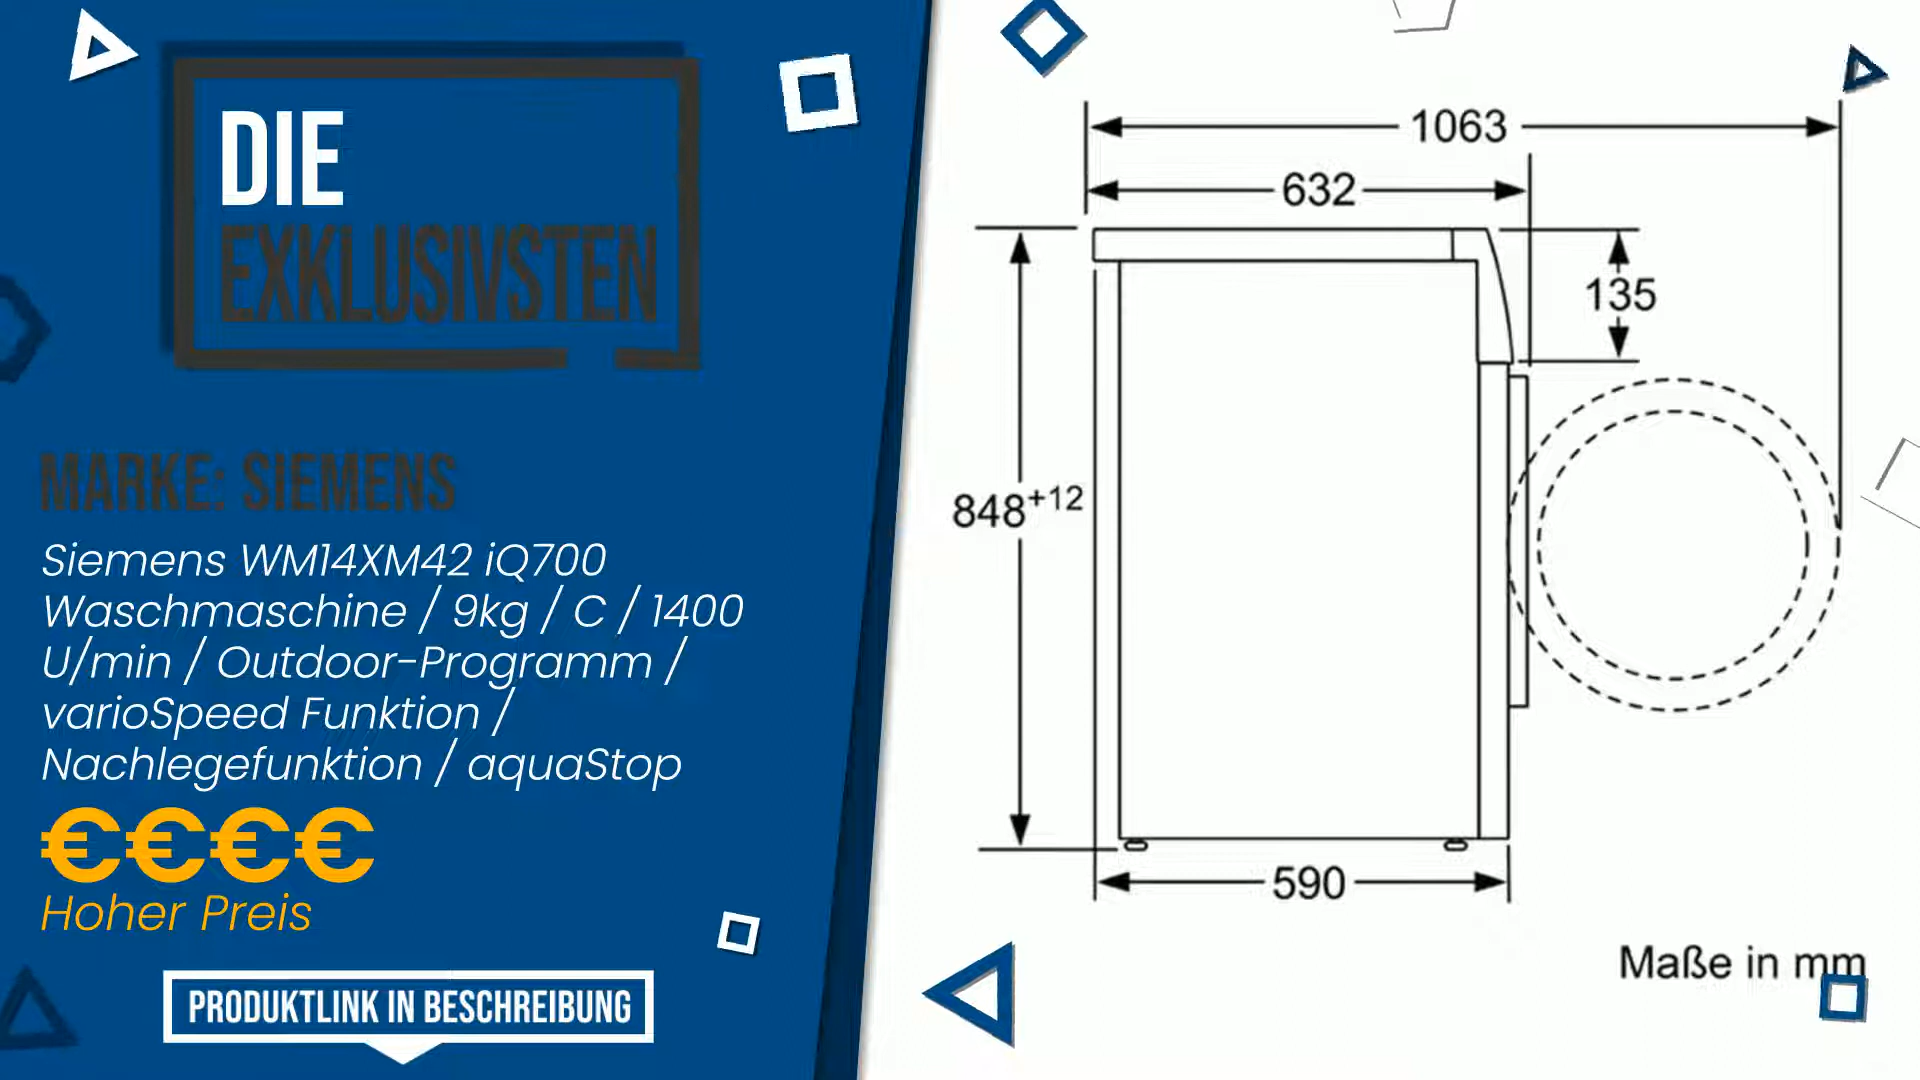 DIE
EXKLUSIVSTEN
MARKE: SIEMENS
Siemens WM14XM42 iQ700
Waschmaschine / 9kg / C / 1400
U/min / Outdoor-Programm /
varioSpeed Funktion /
Nachlegefunktion / aquaStop
€€€€
Hoher Preis
PRODUKTLINK IN BESCHREIBUNG
1063
632
135
848+12
590
Maße in mm